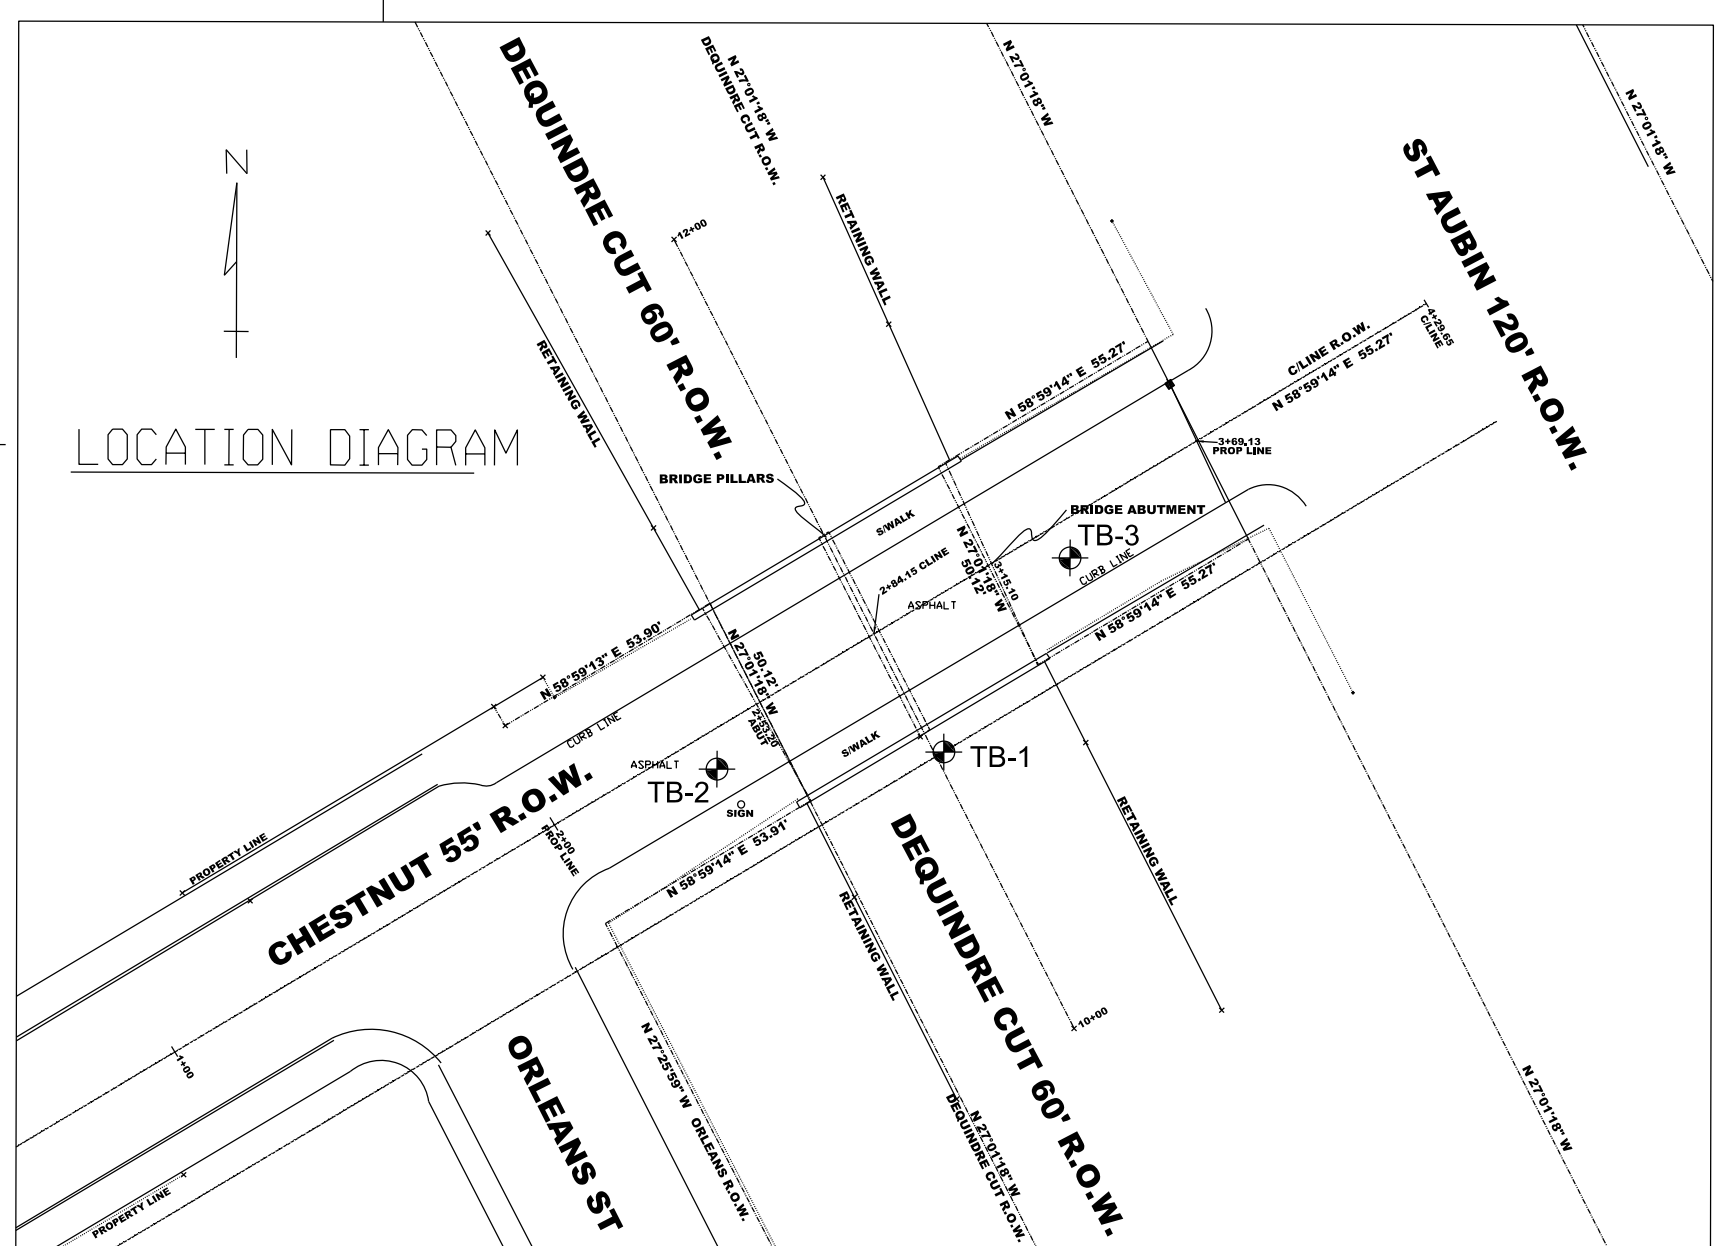 DEQUINDRE CUT 60' R.O.W.
N 27°01'18" W
DEQUINDRE CUT R.O.W.
N 27°01'18" W
N 27°01'18" W
ST AUBIN 120' R.O.W.
N
LOCATION DIAGRAM
RETAINING WALL
12+00
RETAINING WALL
N 58°59'14" E 55.27'
C/LINE R.O.W.
N 58°59'14" E 55.27'
4+29.65
C/LINE
3+69.13
PROP LINE
BRIDGE PILLARS
S/WALK
BRIDGE ABUTMENT
TB-3
CURB LINE
N 27°01'18" W
50.12'
3+15.10
2+84.15 CLINE
ASPHALT
N 58°59'14" E 55.27'
N 58°59'13" E 53.90'
50.12'
N 27°01'18" W
2+53.20
ABUT
CURB LINE
S/WALK
ASPHALT
TB-2
TB-1
SIGN
CHESTNUT 55' R.O.W.
2+00
PROP LINE
N 58°59'14" E 53.91'
PROPERTY LINE
RETAINING WALL
RETAINING WALL
DEQUINDRE CUT 60' R.O.W.
10+00
1+00
ORLEANS ST
N 27°25'59" W ORLEANS R.O.W.
N 27°01'18" W
DEQUINDRE CUT R.O.W.
N 27°01'18" W
PROPERTY LINE